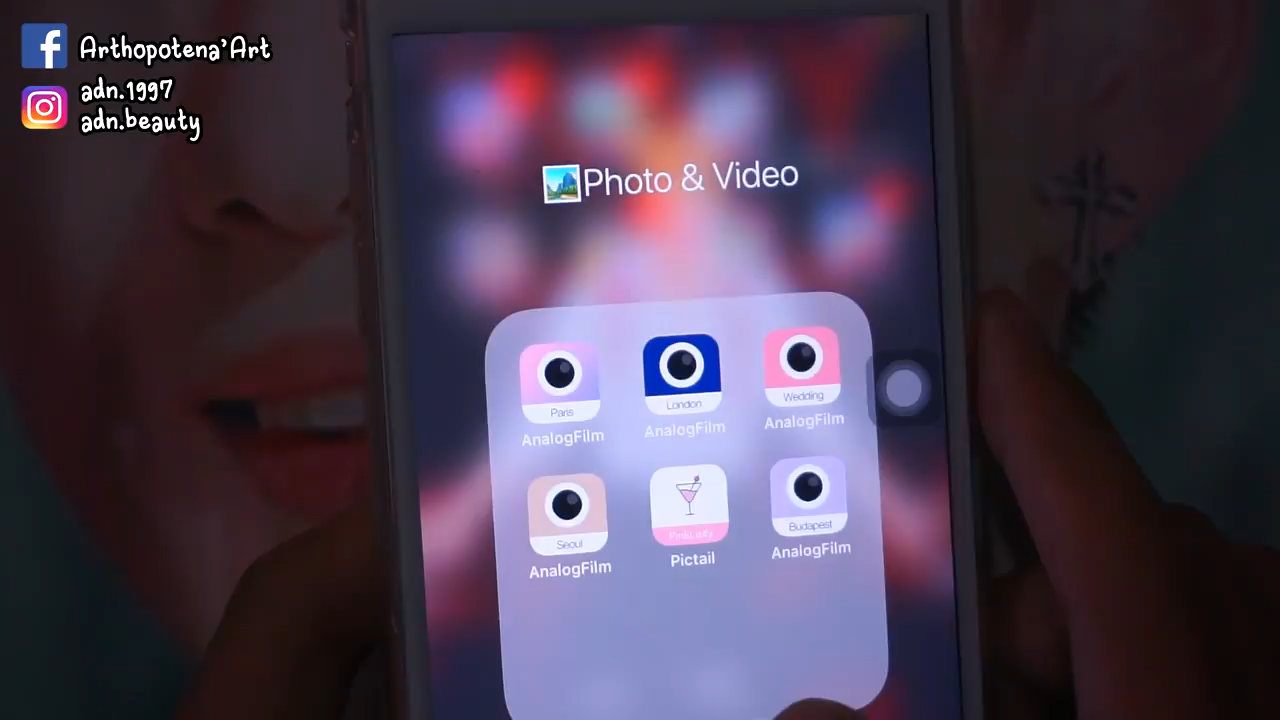 Arthopotena'Art
adn.1997
adn.beauty
Photo & Video
Paris
London
Wedding
AnalogFilm
AnalogFilm
AnalogFilm
Seoul
PinkLady
Budapest
AnalogFilm
Pictail
AnalogFilm